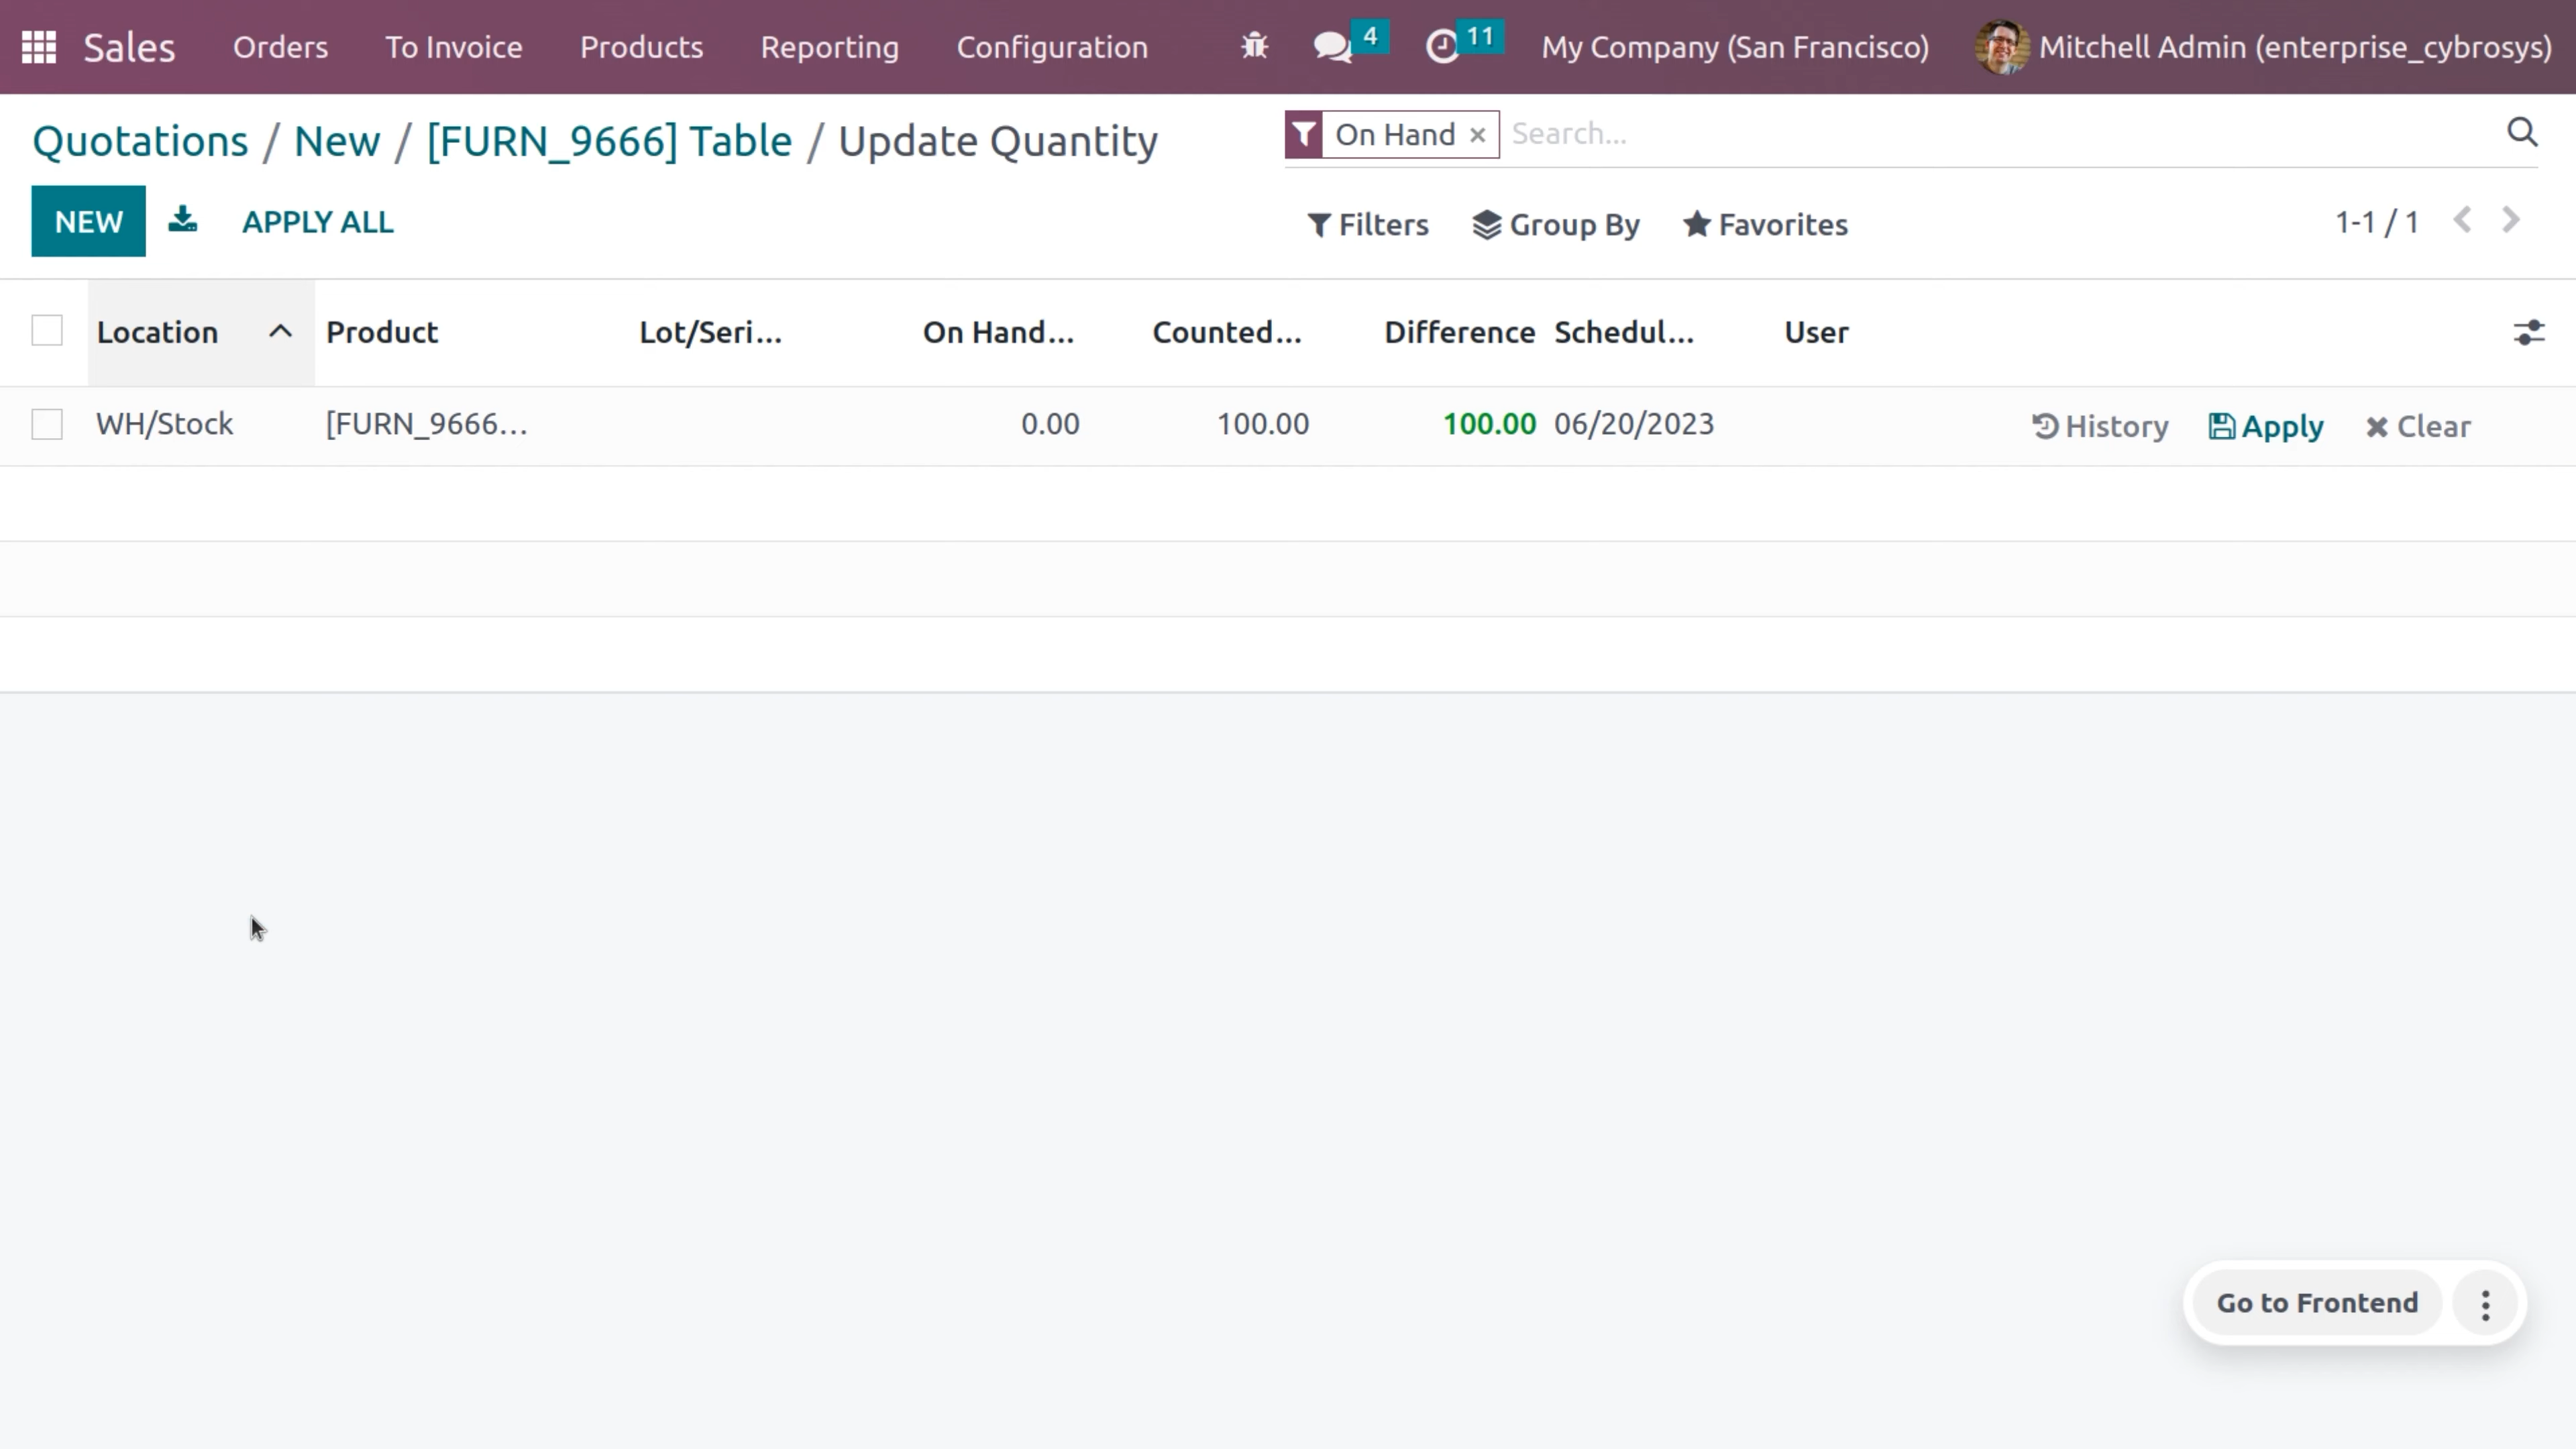 Sales Orders To Invoice Products Reporting Configuration 4 11 My Company (San Francisco) Mitchell Admin (enterprise_cybrosys)
Quotations / New / [FURN_9666] Table / Update Quantity On Hand × Search...
NEW APPLY ALL Filters Group By Favorites 1-1 / 1
Location Product Lot/Seri... On Hand... Counted... Difference Schedul... User
WH/Stock [FURN_9666... 0.00 100.00 100.00 06/20/2023 History Apply Clear
Go to Frontend